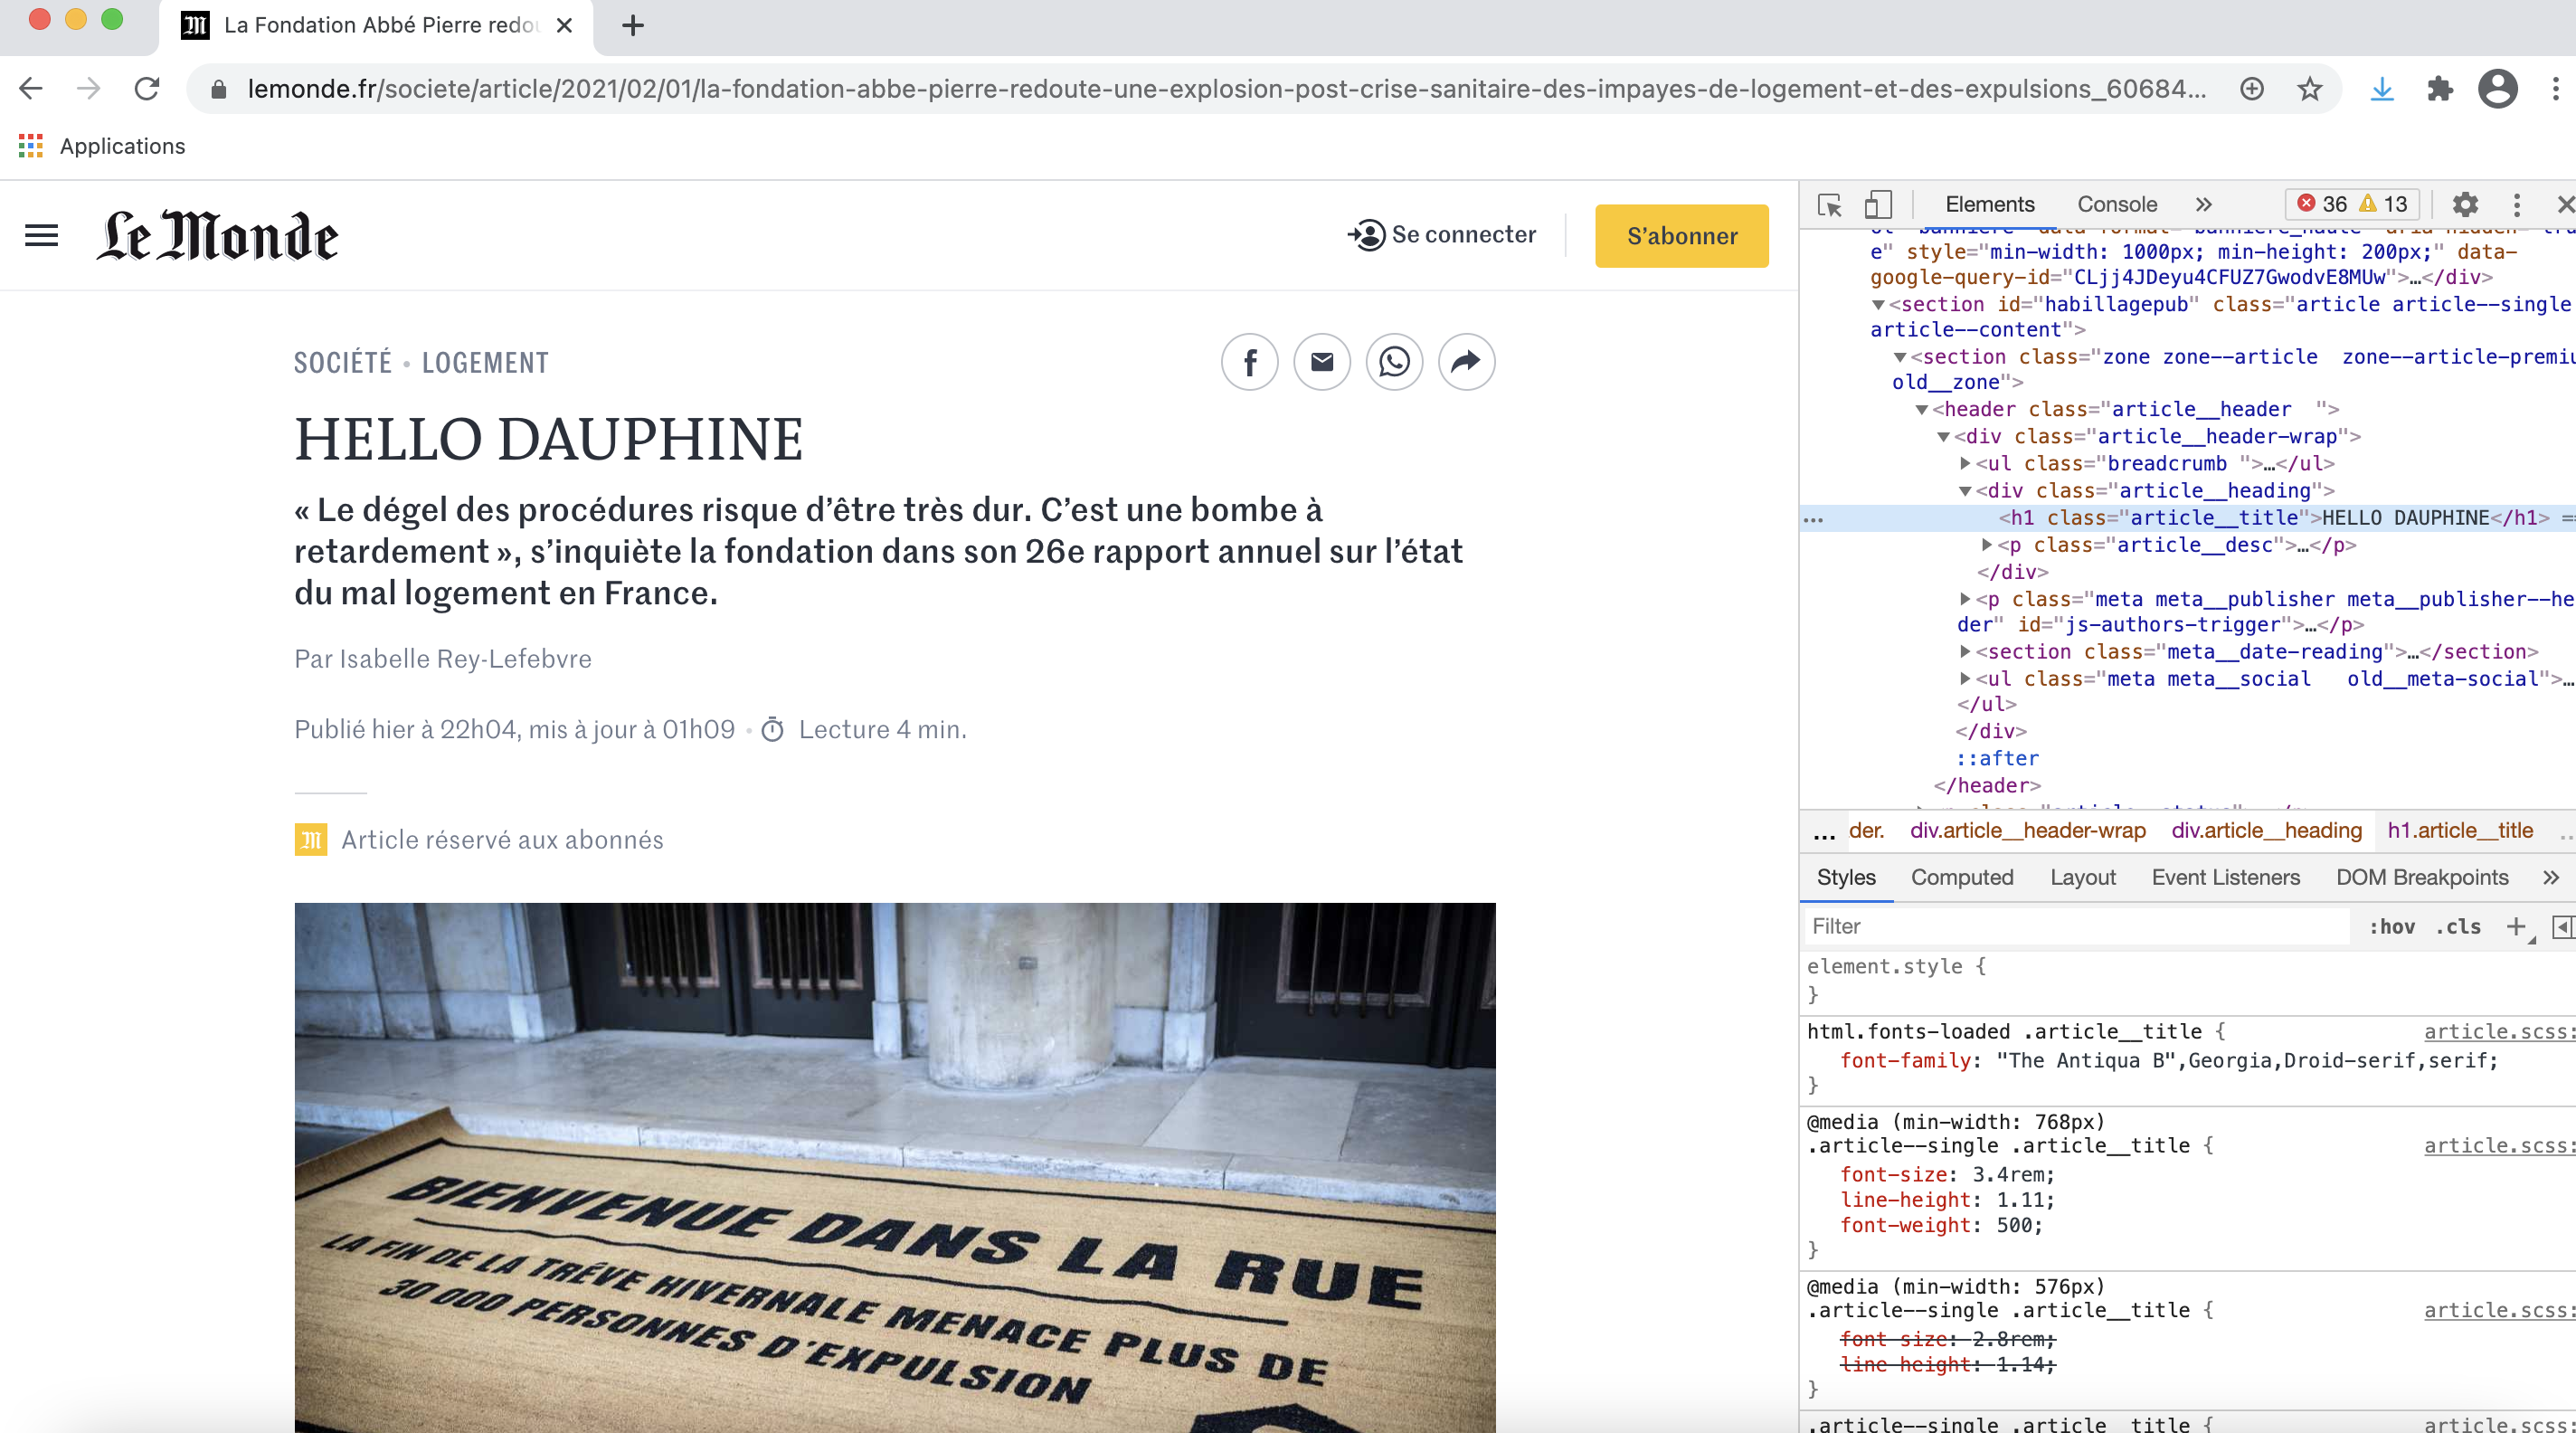 La Fondation Abbé Pierre redou
lemonde.fr/societe/article/2021/02/01/la-fondation-abbe-pierre-redoute-une-explosion-post-crise-sanitaire-des-impayes-de-logement-et-des-expulsions_60684...
Applications
Le Monde
Se connecter
S’abonner
SOCIÉTÉ • LOGEMENT
HELLO DAUPHINE
« Le dégel des procédures risque d’être très dur. C’est une bombe à
retardement », s’inquiète la fondation dans son 26e rapport annuel sur l’état
du mal logement en France.
Par Isabelle Rey-Lefebvre
Publié hier à 22h04, mis à jour à 01h09 • Lecture 4 min.
Article réservé aux abonnés
BIENVENUE DANS LA RUE
LA FIN DE LA TRÊVE HIVERNALE MENACE PLUS DE
30 000 PERSONNES D'EXPULSION
Elements Console » 36 13
e" style="min-width: 1000px; min-height: 200px;" data-
google-query-id="CLjj4JDeyu4CFUZ7GwodvE8MUw">…</div>
<section id="habillagepub" class="article article--single
article--content">
<section class="zone zone--article  zone--article-premiu
old__zone">
<header class="article__header  ">
<div class="article__header-wrap">
<ul class="breadcrumb ">…</ul>
<div class="article__heading">
… <h1 class="article__title">HELLO DAUPHINE</h1> ==
<p class="article__desc">…</p>
</div>
<p class="meta meta__publisher meta__publisher--he
der" id="js-authors-trigger">…</p>
<section class="meta__date-reading">…</section>
<ul class="meta meta__social   old__meta-social">…
</ul>
</div>
::after
</header>
... der. div.article__header-wrap div.article__heading h1.article__title ..
Styles Computed Layout Event Listeners DOM Breakpoints »
Filter :hov .cls +
element.style {
}
html.fonts-loaded .article__title { article.scss:
font-family: "The Antiqua B",Georgia,Droid-serif,serif;
}
@media (min-width: 768px)
.article--single .article__title { article.scss:
font-size: 3.4rem;
line-height: 1.11;
font-weight: 500;
}
@media (min-width: 576px)
.article--single .article__title { article.scss:
font-size: 2.8rem;
line-height: 1.14;
}
.article--single .article__title { article.scss: